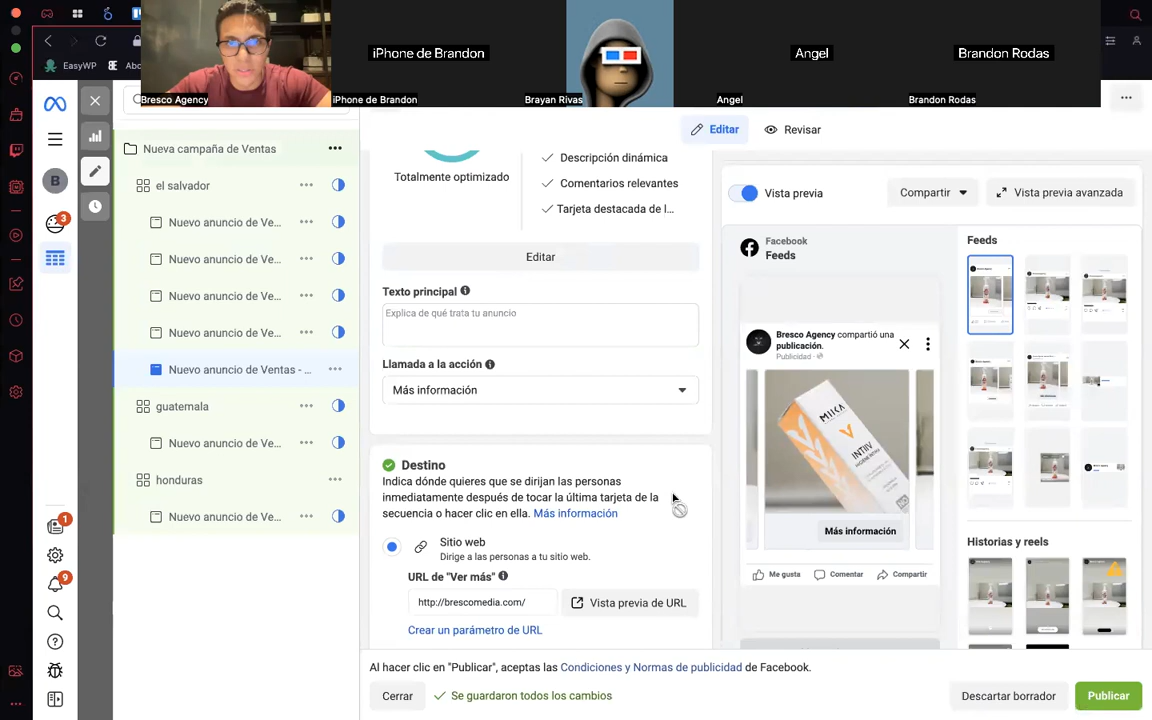 iPhone de Brandon
Angel
Brandon Rodas
Bresco Agency
iPhone de Brandon
Brayan Rivas
Angel
Brandon Rodas
EasyWP
Abo
Editar
Revisar
Nueva campaña de Ventas
el salvador
Nuevo anuncio de Ve...
Nuevo anuncio de Ve...
Nuevo anuncio de Ve...
Nuevo anuncio de Ve...
Nuevo anuncio de Ventas - ...
guatemala
Nuevo anuncio de Ve...
honduras
Nuevo anuncio de Ve...
B
3
1
9
Totalmente optimizado
Descripción dinámica
Comentarios relevantes
Tarjeta destacada de l...
Editar
Texto principal
Explica de qué trata tu anuncio
Llamada a la acción
Más información
Destino
Indica dónde quieres que se dirijan las personas
inmediatamente después de tocar la última tarjeta de la
secuencia o hacer clic en ella. Más información
Sitio web
Dirige a las personas a tu sitio web.
URL de "Ver más"
http://brescomedia.com/
Vista previa de URL
Crear un parámetro de URL
Vista previa
Compartir
Vista previa avanzada
Facebook
Feeds
Bresco Agency compartió una
publicación.
Publicidad
MILKA
INTIIV
Más información
Me gusta
Comentar
Compartir
Feeds
Historias y reels
Al hacer clic en "Publicar", aceptas las Condiciones y Normas de publicidad de Facebook.
Cerrar
Se guardaron todos los cambios
Descartar borrador
Publicar